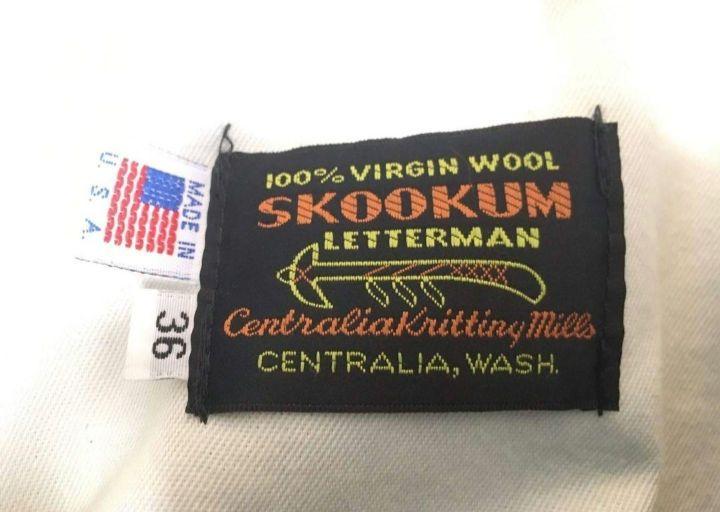 100% VIRGIN WOOL
SKOOKUM
LETTERMAN
Centralia Knitting Mills
CENTRALIA, WASH.
MADE IN
U.S.A.
36